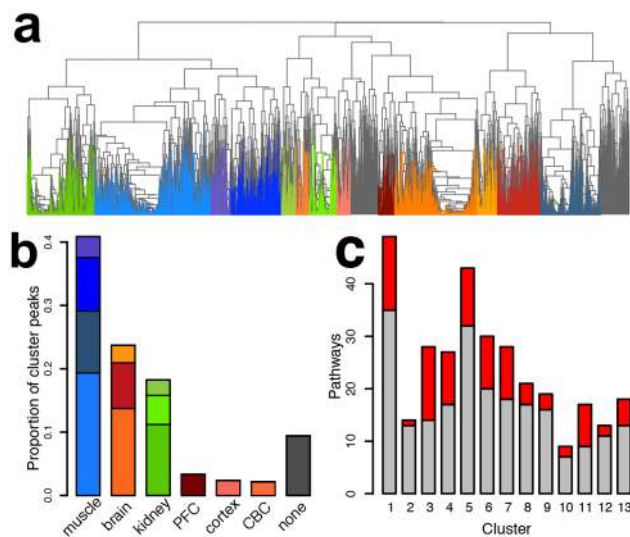 a
b
Proportion of cluster peaks
0.4
0.3
0.2
0.1
0.0
muscle
brain
kidney
PFC
cortex
CBC
none
c
Pathways
40
30
20
10
0
1 2 3 4 5 6 7 8 9 10 11 12 13
Cluster